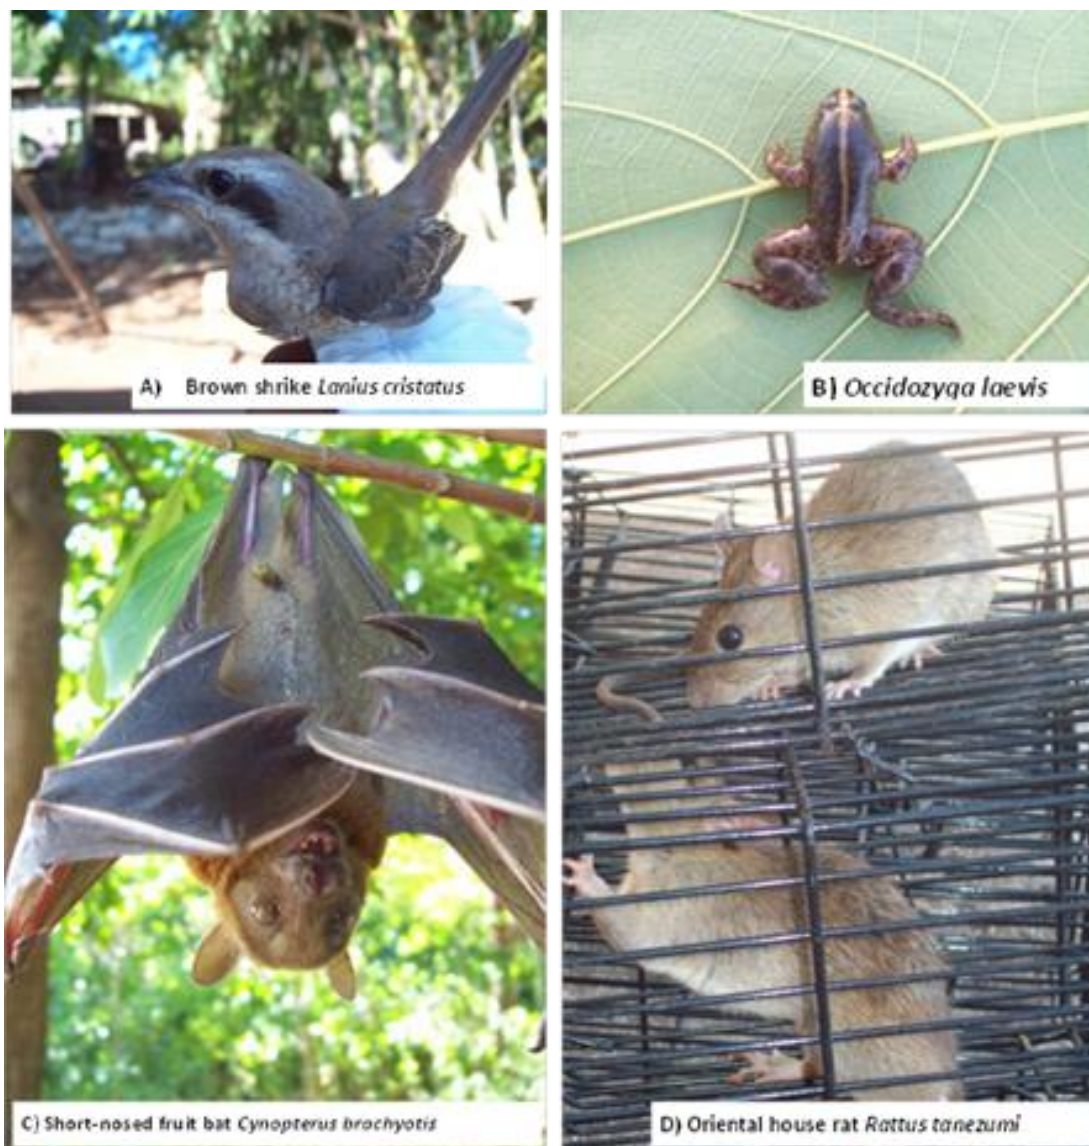 A) Brown shrike Lanius cristatus
B) Occidozyga laevis
C) Short-nosed fruit bat Cynopterus brachyotis
D) Oriental house rat Rattus tanezumi